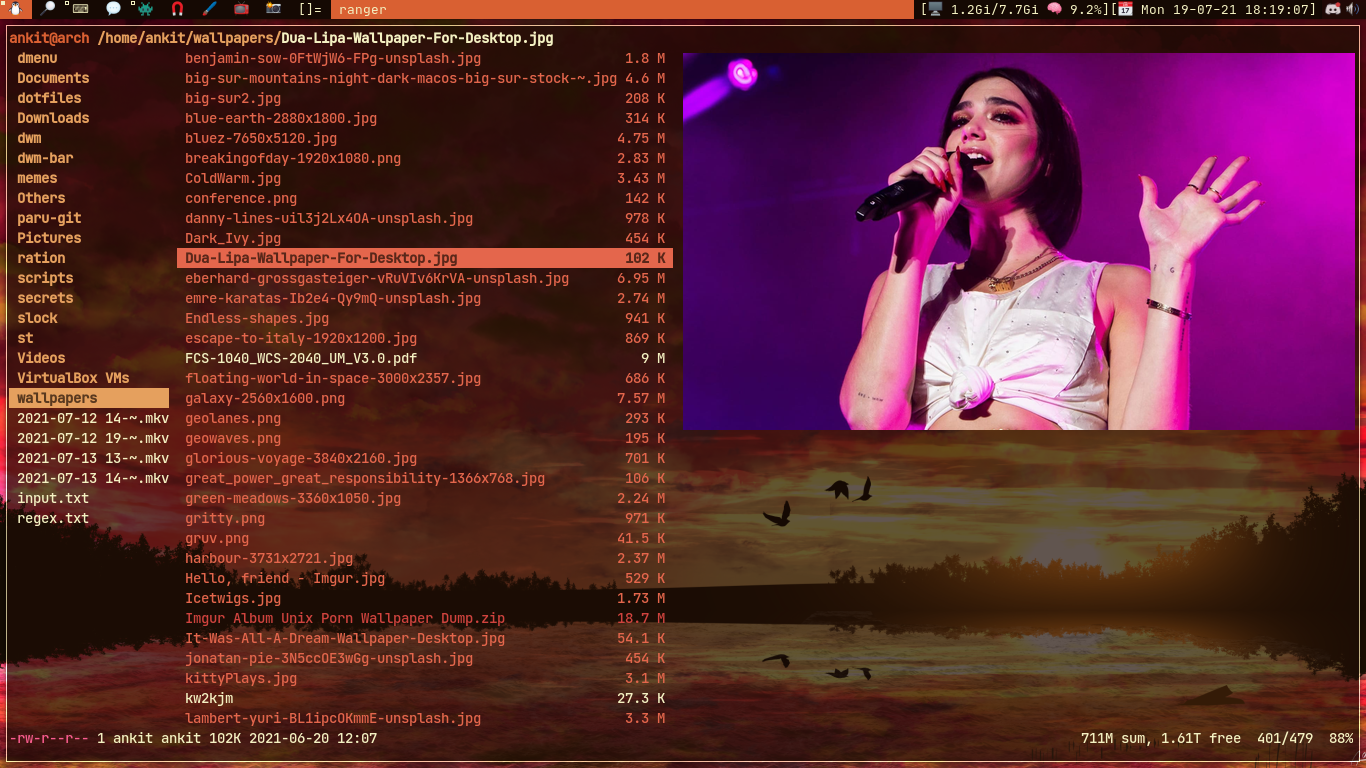 []= ranger [ 1.2Gi/7.7Gi 9.2%][ Mon 19-07-21 18:19:07]
ankit@arch /home/ankit/wallpapers/Dua-Lipa-Wallpaper-For-Desktop.jpg
dmenu benjamin-sow-0FtWjW6-FPg-unsplash.jpg 1.8 M
Documents big-sur-mountains-night-dark-macos-big-sur-stock-~.jpg 4.6 M
dotfiles big-sur2.jpg 208 K
Downloads blue-earth-2880x1800.jpg 314 K
dwm bluez-7650x5120.jpg 4.75 M
dwm-bar breakingofday-1920x1080.png 2.83 M
memes ColdWarm.jpg 3.43 M
Others conference.png 142 K
paru-git danny-lines-uil3j2Lx4OA-unsplash.jpg 978 K
Pictures Dark_Ivy.jpg 454 K
ration Dua-Lipa-Wallpaper-For-Desktop.jpg 102 K
scripts eberhard-grossgasteiger-vRuVIv6KrVA-unsplash.jpg 6.95 M
secrets emre-karatas-Ib2e4-Qy9mQ-unsplash.jpg 2.74 M
slock Endless-shapes.jpg 941 K
st escape-to-italy-1920x1200.jpg 869 K
Videos FCS-1040_WCS-2040_UM_V3.0.pdf 9 M
VirtualBox VMs floating-world-in-space-3000x2357.jpg 686 K
wallpapers galaxy-2560x1600.png 7.57 M
2021-07-12 14-~.mkv geolanes.png 293 K
2021-07-12 19-~.mkv geowaves.png 195 K
2021-07-13 13-~.mkv glorious-voyage-3840x2160.jpg 701 K
2021-07-13 14-~.mkv great_power_great_responsibility-1366x768.jpg 106 K
input.txt green-meadows-3360x1050.jpg 2.24 M
regex.txt gritty.png 971 K
gruv.png 41.5 K
harbour-3731x2721.jpg 2.37 M
Hello, friend - Imgur.jpg 529 K
Icetwigs.jpg 1.73 M
Imgur Album Unix Porn Wallpaper Dump.zip 18.7 M
It-Was-All-A-Dream-Wallpaper-Desktop.jpg 54.1 K
jonatan-pie-3N5ccOE3wGg-unsplash.jpg 454 K
kittyPlays.jpg 3.1 M
kw2kjm 27.3 K
lambert-yuri-BL1ipcOKmmE-unsplash.jpg 3.3 M
-rw-r--r-- 1 ankit ankit 102K 2021-06-20 12:07 711M sum, 1.61T free 401/479 88%